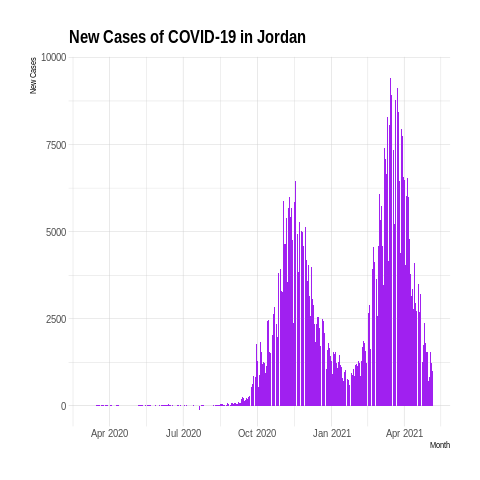 New Cases of COVID-19 in Jordan
New Cases
10000
7500
5000
2500
0
Apr 2020 Jul 2020 Oct 2020 Jan 2021 Apr 2021
Month